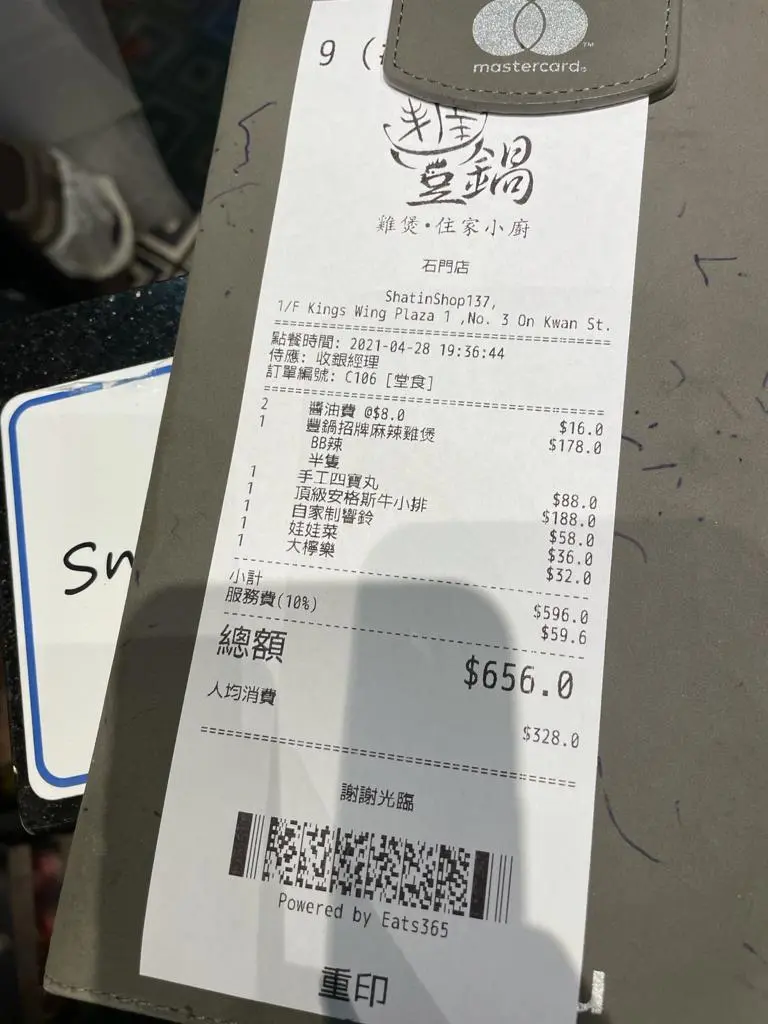 mastercard
9 (
豐鍋
雞煲·住家小廚
石門店
ShatinShop137,
1/F Kings Wing Plaza 1 ,No. 3 On Kwan St.
點餐時間: 2021-04-28 19:36:44
侍應: 收銀經理
訂單編號: C106 [堂食]
2 醬油費 @$8.0 $16.0
1 豐鍋招牌麻辣雞煲 $178.0
BB辣
半隻
1 手工四寶丸 $88.0
1 頂級安格斯牛小排 $188.0
1 自家制響鈴 $58.0
1 娃娃菜 $36.0
1 大檸樂 $32.0
小計 $596.0
服務費(10%) $59.6
總額 $656.0
人均消費 $328.0
謝謝光臨
Powered by Eats365
重印